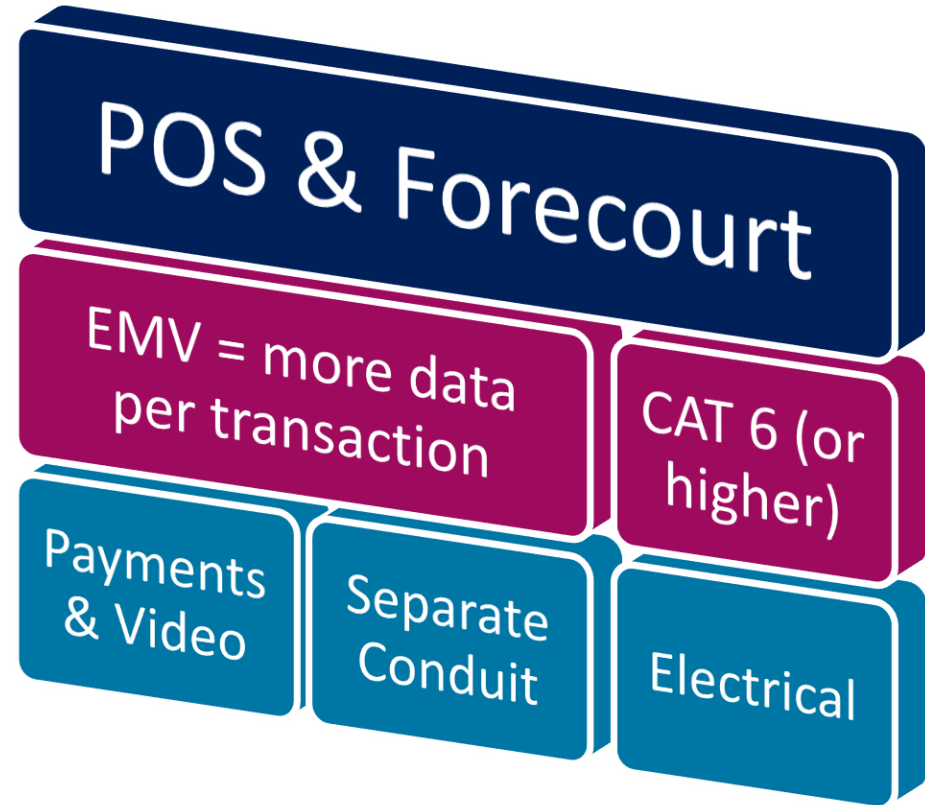 POS & Forecourt
EMV = more data
per transaction
CAT 6 (or
higher)
Payments
& Video
Separate
Conduit
Electrical